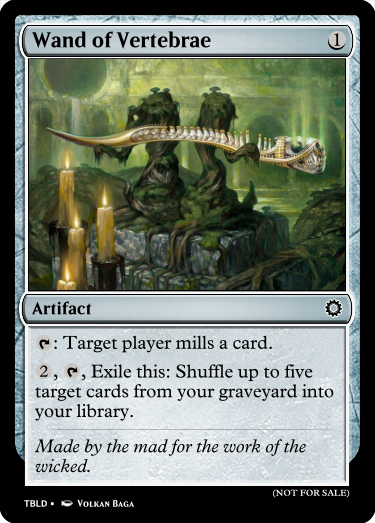 Wand of Vertebrae 1
Artifact
: Target player mills a card.
2, , Exile this: Shuffle up to five
target cards from your graveyard into
your library.
Made by the mad for the work of the
wicked.
(NOT FOR SALE)
TBLD • Volkan Baga